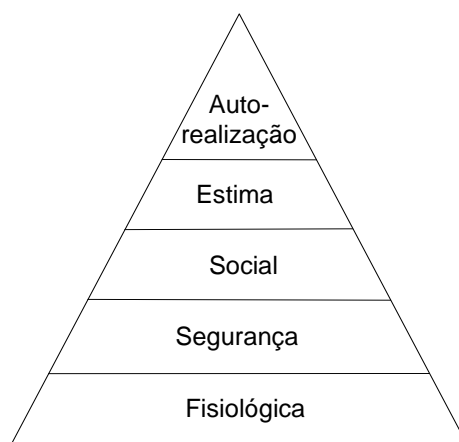 Auto-
realização
Estima
Social
Segurança
Fisiológica